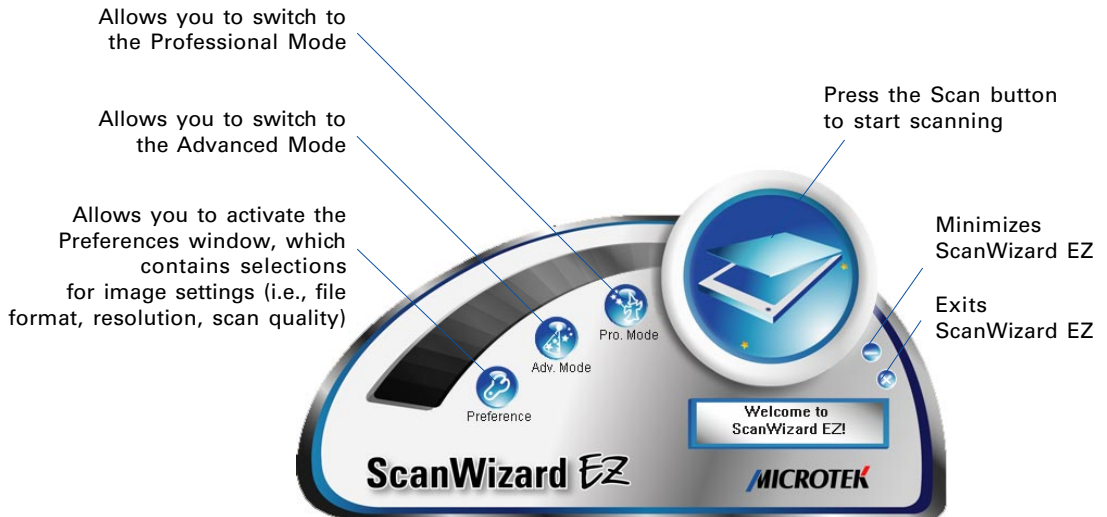 Allows you to switch to
the Professional Mode
Allows you to switch to
the Advanced Mode
Allows you to activate the
Preferences window, which
contains selections
for image settings (i.e., file
format, resolution, scan quality)
Press the Scan button
to start scanning
Minimizes
ScanWizard EZ
Exits
ScanWizard EZ
Pro. Mode
Adv. Mode
Preference
Welcome to
ScanWizard EZ!
ScanWizard EZ
MICROTEK